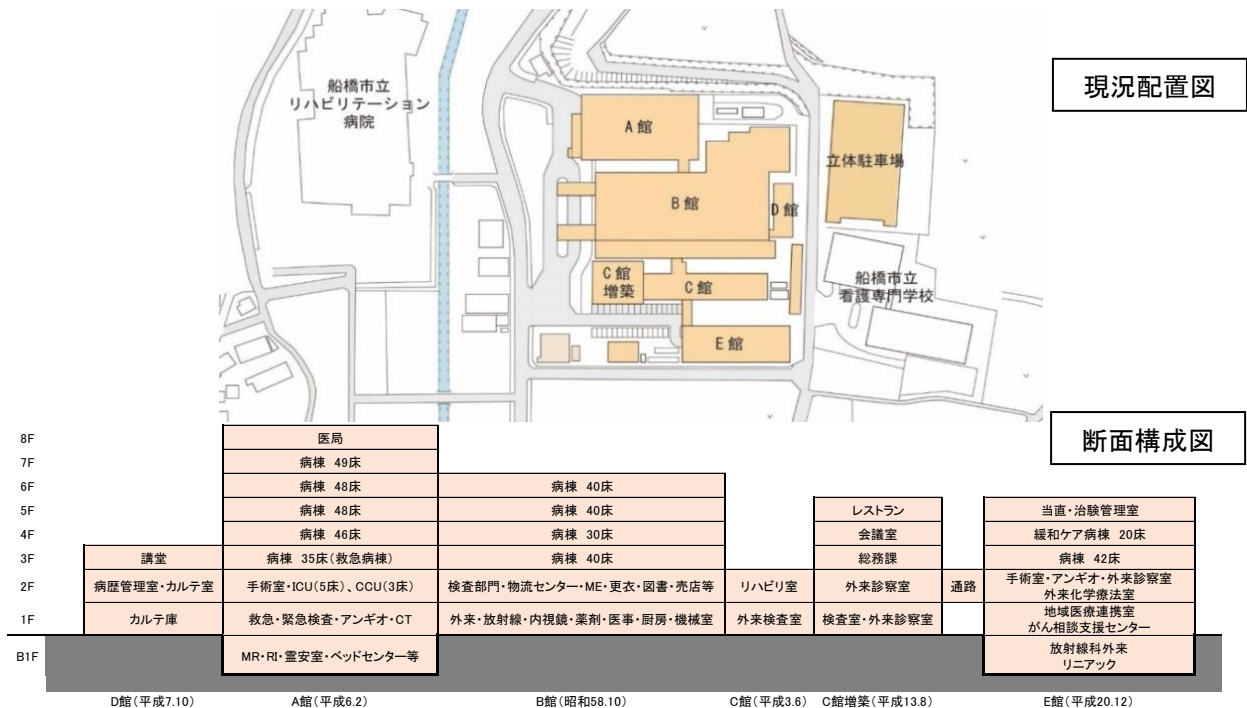 現況配置図
船橋市立
リハビリテーション
病院
A館
立体駐車場
B館
D館
C館
増築
C館
船橋市立
看護専門学校
E館
断面構成図
8F
医局
7F
病棟 49床
6F
病棟 48床
病棟 40床
5F
病棟 48床
病棟 40床
レストラン
当直・治験管理室
4F
病棟 46床
病棟 30床
会議室
緩和ケア病棟 20床
3F
講堂
病棟 35床(救急病棟)
病棟 40床
総務課
病棟 42床
2F
病歴管理室・カルテ室
手術室・ICU(5床)、CCU(3床)
検査部門・物流センター・ME・更衣・図書・売店等
リハビリ室
外来診察室
通路
手術室・アンギオ・外来診察室
外来化学療法室
1F
カルテ庫
救急・緊急検査・アンギオ・CT
外来・放射線・内視鏡・薬剤・医事・厨房・機械室
外来検査室
検査室・外来診察室
地域医療連携室
がん相談支援センター
B1F
MR・RI・霊安室・ベッドセンター等
放射線科外来
リニアック
D館(平成7.10)
A館(平成6.2)
B館(昭和58.10)
C館(平成3.6)
C館増築(平成13.8)
E館(平成20.12)